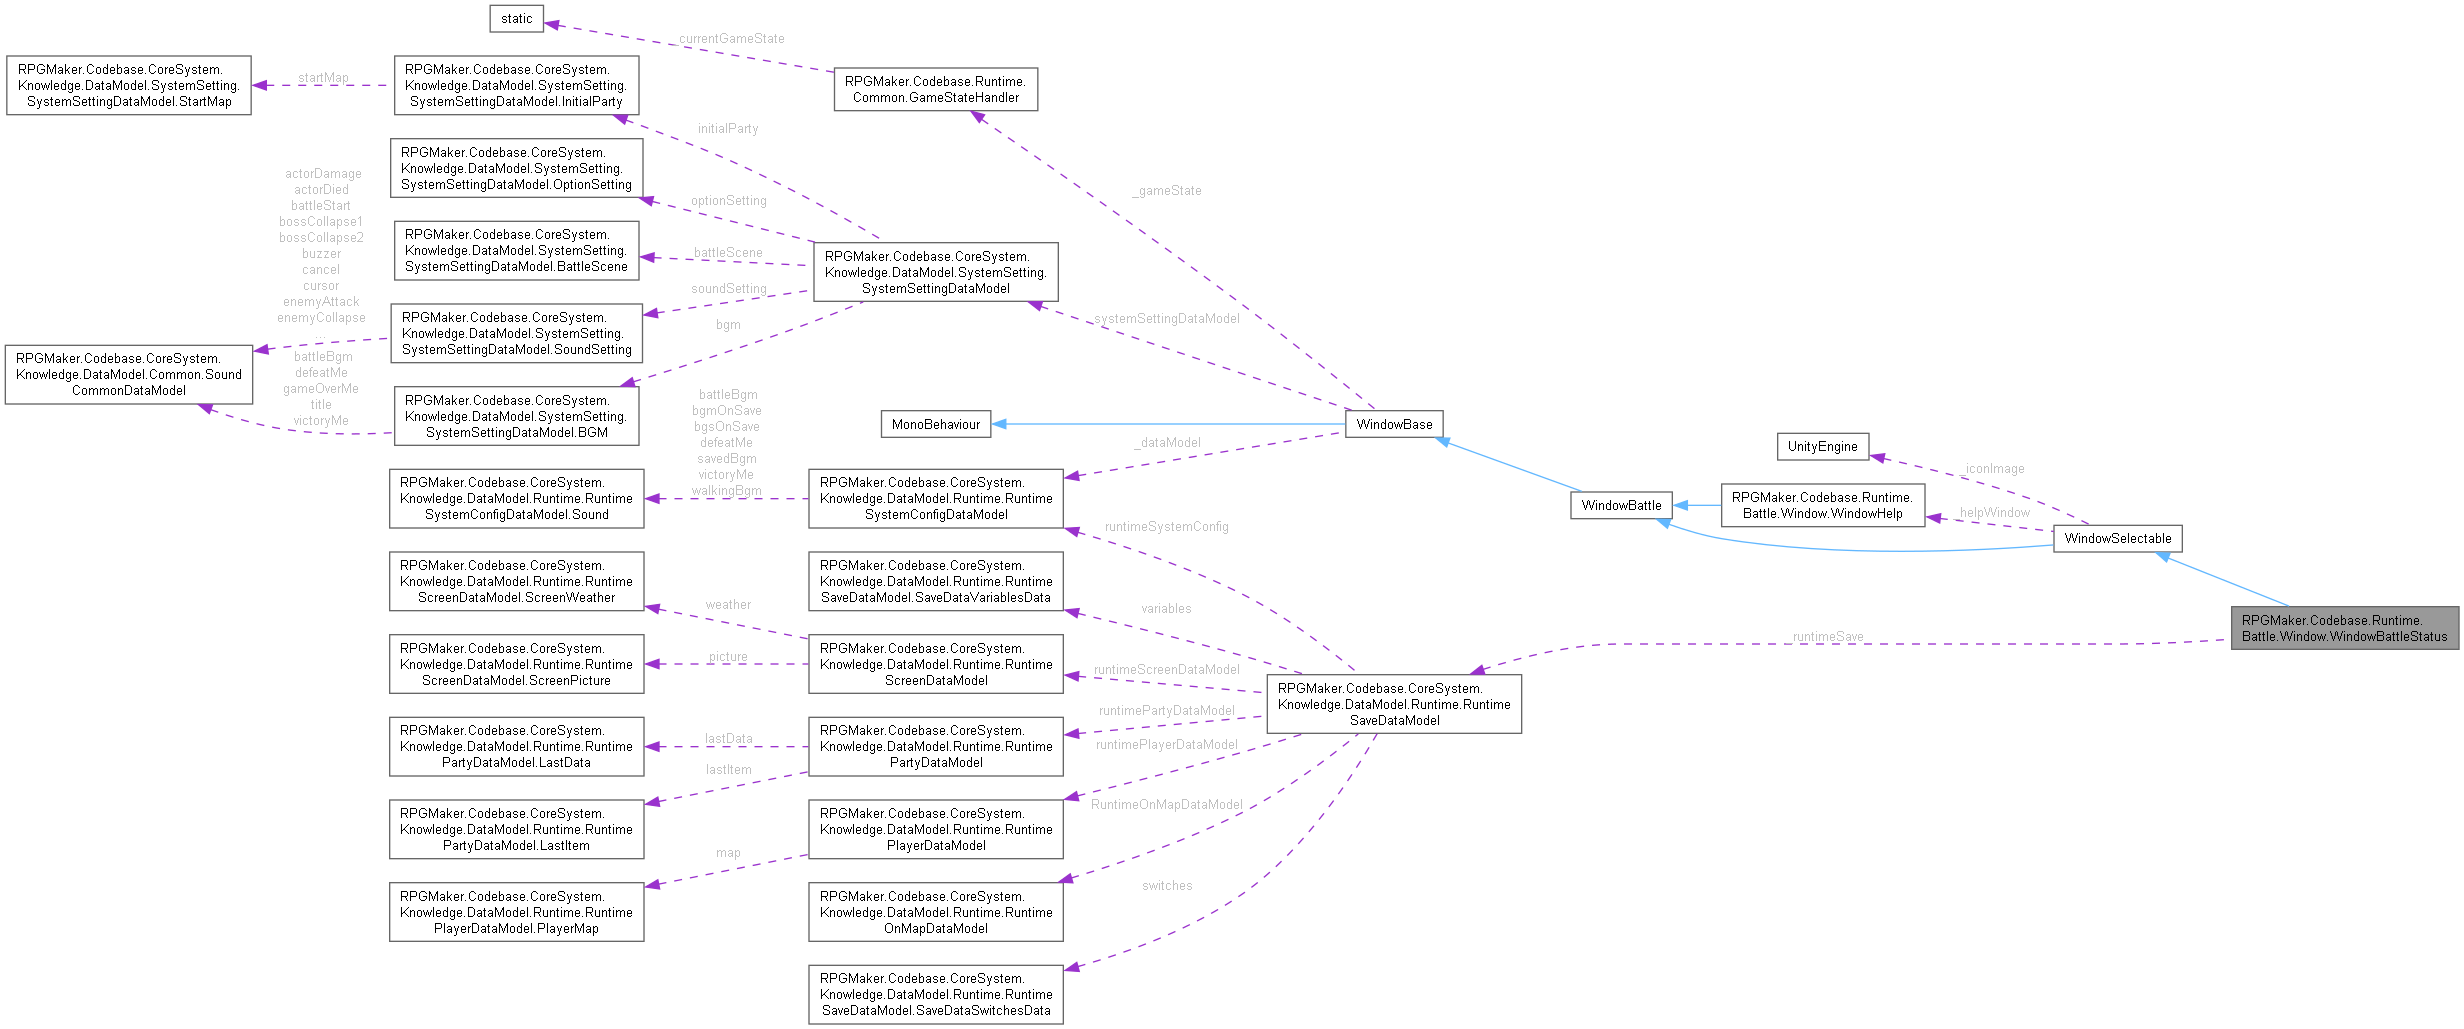 static
currentGameState
RPGMaker.Codebase.CoreSystem.
Knowledge.DataModel.SystemSetting.
SystemSettingDataModel.StartMap
startMap
RPGMaker.Codebase.CoreSystem.
Knowledge.DataModel.SystemSetting.
SystemSettingDataModel.InitialParty
RPGMaker.Codebase.Runtime.
Common.GameStateHandler
initialParty
RPGMaker.Codebase.CoreSystem.
Knowledge.DataModel.SystemSetting.
SystemSettingDataModel.OptionSetting
optionSetting
_gameState
actorDamage
actorDied
battleStart
bossCollapse1
bossCollapse2
buzzer
cancel
cursor
enemyAttack
enemyCollapse
...
RPGMaker.Codebase.CoreSystem.
Knowledge.DataModel.SystemSetting.
SystemSettingDataModel.BattleScene
battleScene
RPGMaker.Codebase.CoreSystem.
Knowledge.DataModel.SystemSetting.
SystemSettingDataModel
soundSetting
RPGMaker.Codebase.CoreSystem.
Knowledge.DataModel.SystemSetting.
SystemSettingDataModel.SoundSetting
bgm
systemSettingDataModel
RPGMaker.Codebase.CoreSystem.
Knowledge.DataModel.Common.Sound
CommonDataModel
battleBgm
defeatMe
gameOverMe
title
victoryMe
RPGMaker.Codebase.CoreSystem.
Knowledge.DataModel.SystemSetting.
SystemSettingDataModel.BGM
battleBgm
bgmOnSave
bgsOnSave
defeatMe
savedBgm
victoryMe
walkingBgm
MonoBehaviour
WindowBase
_dataModel
UnityEngine
_iconImage
RPGMaker.Codebase.CoreSystem.
Knowledge.DataModel.Runtime.Runtime
SystemConfigDataModel.Sound
RPGMaker.Codebase.CoreSystem.
Knowledge.DataModel.Runtime.Runtime
SystemConfigDataModel
WindowBattle
RPGMaker.Codebase.Runtime.
Battle.Window.WindowHelp
helpWindow
WindowSelectable
runtimeSystemConfig
RPGMaker.Codebase.CoreSystem.
Knowledge.DataModel.Runtime.Runtime
ScreenDataModel.ScreenWeather
RPGMaker.Codebase.CoreSystem.
Knowledge.DataModel.Runtime.Runtime
SaveDataModel.SaveDataVariablesData
variables
weather
RPGMaker.Codebase.Runtime.
Battle.Window.WindowBattleStatus
runtimeSave
RPGMaker.Codebase.CoreSystem.
Knowledge.DataModel.Runtime.Runtime
ScreenDataModel.ScreenPicture
picture
RPGMaker.Codebase.CoreSystem.
Knowledge.DataModel.Runtime.Runtime
ScreenDataModel
runtimeScreenDataModel
RPGMaker.Codebase.CoreSystem.
Knowledge.DataModel.Runtime.Runtime
SaveDataModel
runtimePartyDataModel
RPGMaker.Codebase.CoreSystem.
Knowledge.DataModel.Runtime.Runtime
PartyDataModel.LastData
lastData
RPGMaker.Codebase.CoreSystem.
Knowledge.DataModel.Runtime.Runtime
PartyDataModel
runtimePlayerDataModel
lastItem
RPGMaker.Codebase.CoreSystem.
Knowledge.DataModel.Runtime.Runtime
PartyDataModel.LastItem
RPGMaker.Codebase.CoreSystem.
Knowledge.DataModel.Runtime.Runtime
PlayerDataModel
RuntimeOnMapDataModel
map
RPGMaker.Codebase.CoreSystem.
Knowledge.DataModel.Runtime.Runtime
PlayerDataModel.PlayerMap
RPGMaker.Codebase.CoreSystem.
Knowledge.DataModel.Runtime.Runtime
OnMapDataModel
switches
RPGMaker.Codebase.CoreSystem.
Knowledge.DataModel.Runtime.Runtime
SaveDataModel.SaveDataSwitchesData